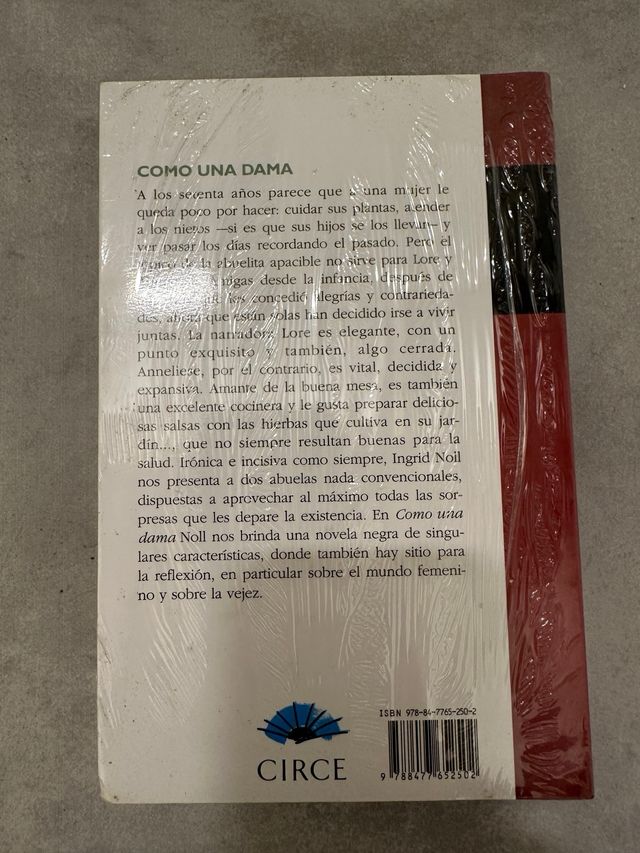 COMO UNA DAMA
A los setenta años parece que a una mujer le
queda poco por hacer: cuidar sus plantas, atender
a los nietos —si es que sus hijos se los llevan— y
ver pasar los días recordando el pasado. Pero el
tópico de la abuelita apacible no sirve para Lore y
amigas desde la infancia, después de
les concedió alegrías y contrarieda-
des, ahora que están solas han decidido irse a vivir
juntas. La narradora Lore es elegante, con un
punto exquisito y también, algo cerrada.
Anneliese, por el contrario, es vital, decidida y
expansiva. Amante de la buena mesa, es también
una excelente cocinera y le gusta preparar delicio-
sas salsas con las hierbas que cultiva en su jar-
dín..., que no siempre resultan buenas para la
salud. Irónica e incisiva como siempre, Ingrid Noll
nos presenta a dos abuelas nada convencionales,
dispuestas a aprovechar al máximo todas las sor-
presas que les depare la existencia. En Como una
dama Noll nos brinda una novela negra de singu-
lares características, donde también hay sitio para
la reflexión, en particular sobre el mundo femeni-
no y sobre la vejez.
CIRCE
ISBN 978-84-7765-250-2
9 788477 652502